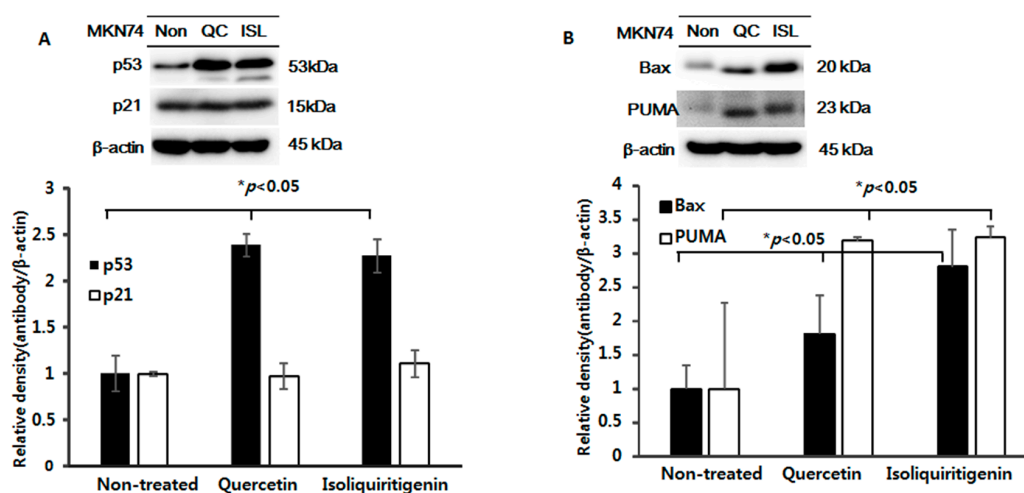 A
MKN74 Non QC ISL
p53 53kDa
p21 15kDa
β-actin 45 kDa
*p<0.05
Relative density(antibody/β-actin)
3
2.5
2
1.5
1
0.5
0
p53
p21
Non-treated Quercetin Isoliquiritigenin
B
MKN74 Non QC ISL
Bax 20 kDa
PUMA 23 kDa
β-actin 45 kDa
*p<0.05
*p<0.05
Relative density(antibody/β-actin)
4
3.5
3
2.5
2
1.5
1
0.5
0
Bax
PUMA
Non-treated Quercetin Isoliquiritigenin